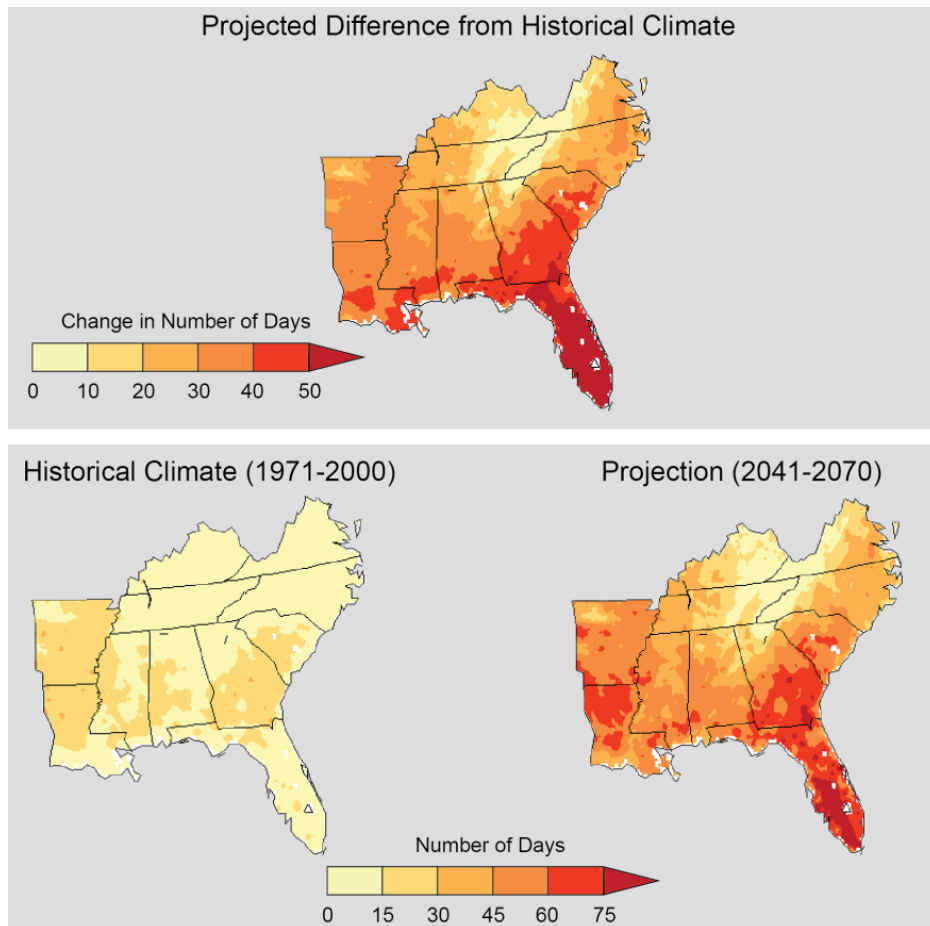 Projected Difference from Historical Climate
Change in Number of Days
0 10 20 30 40 50
Historical Climate (1971-2000)
Projection (2041-2070)
Number of Days
0 15 30 45 60 75